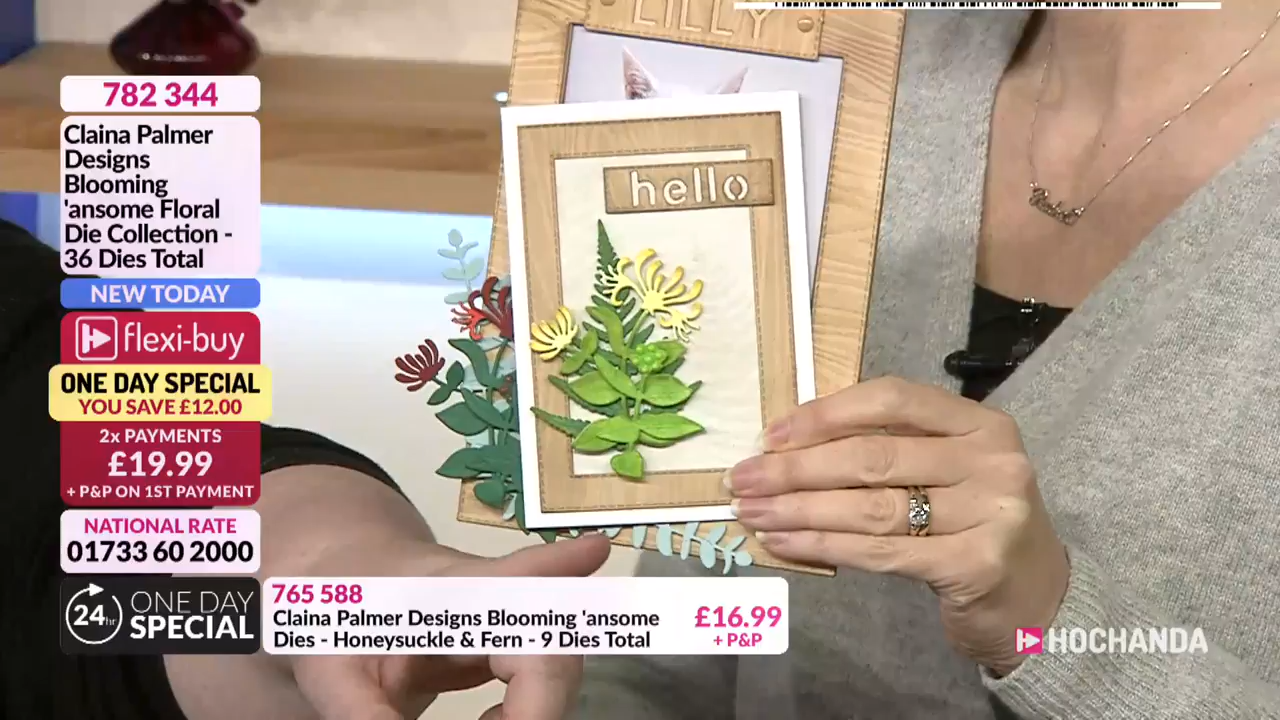 LILLY
782 344
Claina Palmer
Designs
Blooming
'ansome Floral
Die Collection -
36 Dies Total
hello
NEW TODAY
flexi-buy
ONE DAY SPECIAL
YOU SAVE £12.00
2x PAYMENTS
£19.99
+ P&P ON 1ST PAYMENT
NATIONAL RATE
01733 60 2000
24hr
ONE DAY
SPECIAL
765 588
Claina Palmer Designs Blooming 'ansome
Dies - Honeysuckle & Fern - 9 Dies Total
£16.99
+ P&P
HOCHANDA